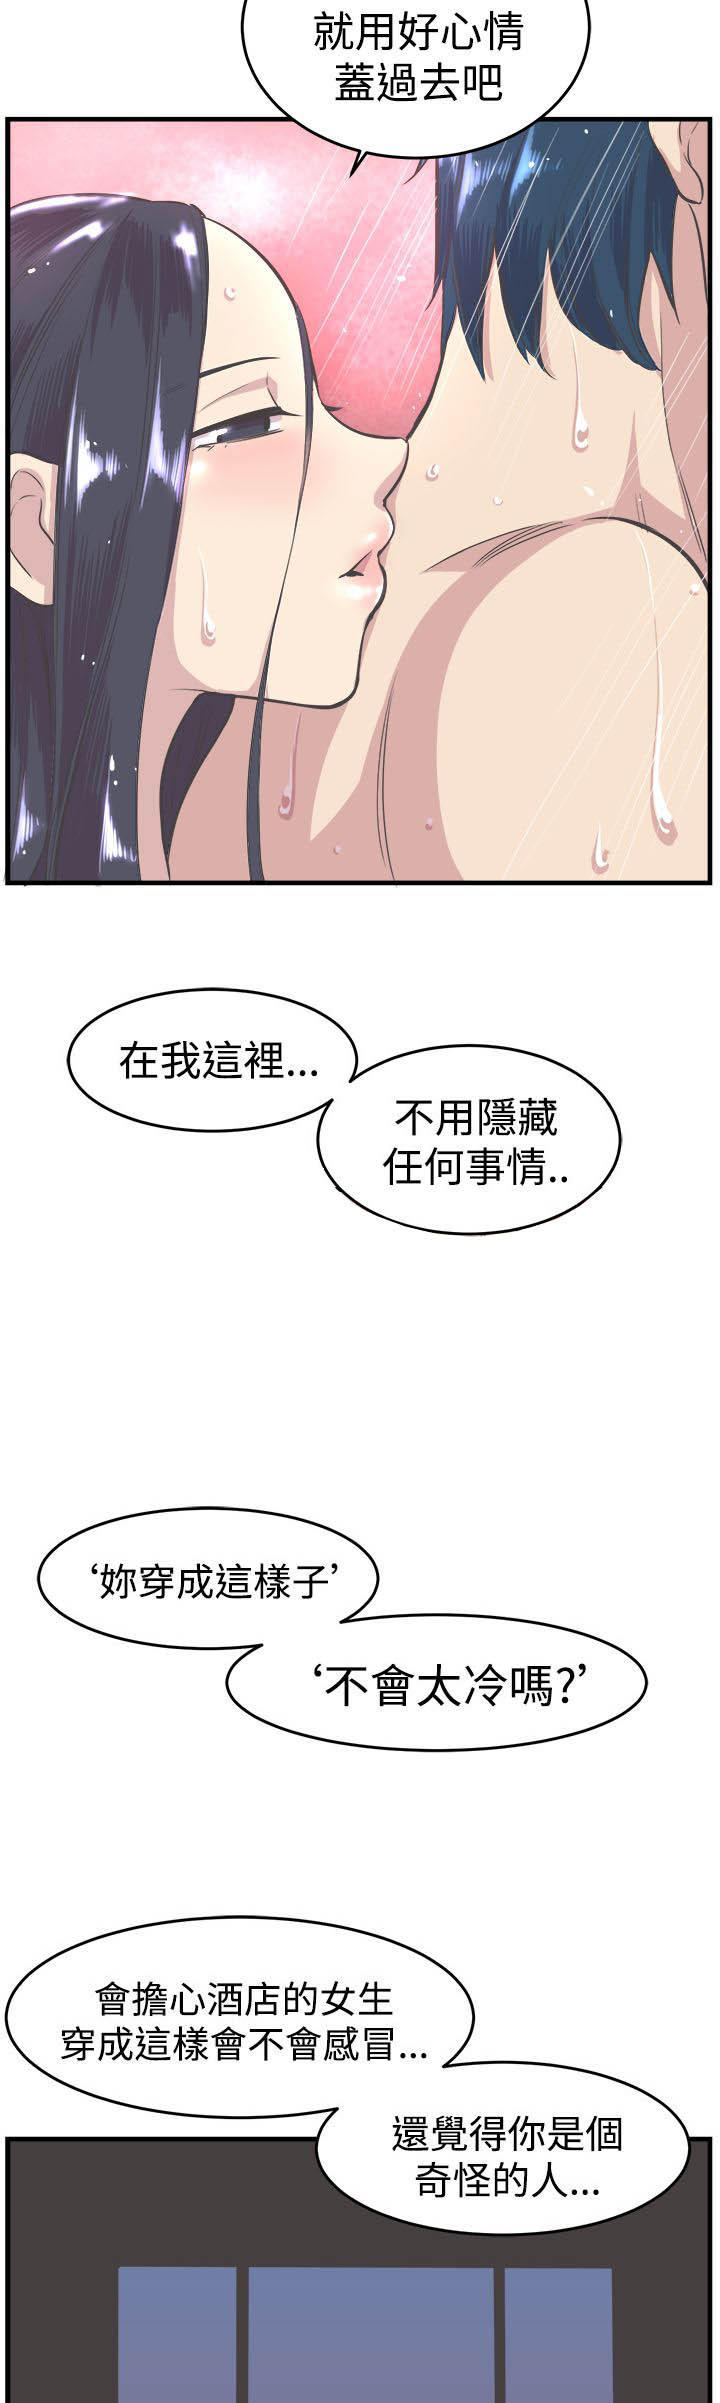 就用好心情
蓋過去吧
在我這裡...
不用隱藏
任何事情..
‘妳穿成這樣子’
‘不會太冷嗎?’
會擔心酒店的女生
穿成這樣會不會感冒...
還覺得你是個
奇怪的人...